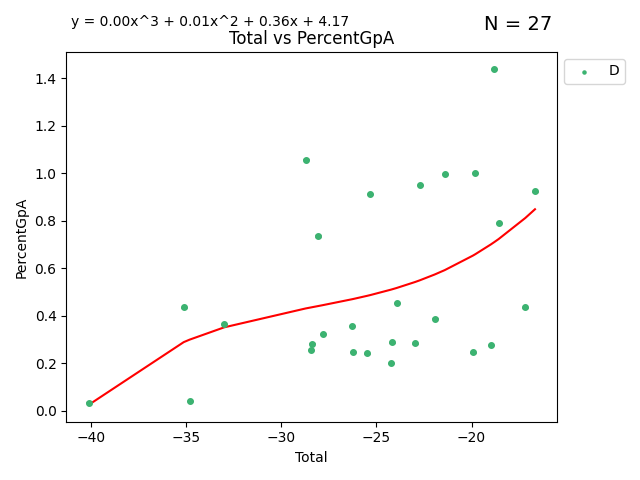 y = 0.00x^3 + 0.01x^2 + 0.36x + 4.17
N = 27
Total vs PercentGpA
D
PercentGpA
1.4
1.2
1.0
0.8
0.6
0.4
0.2
0.0
−40 −35 −30 −25 −20
Total